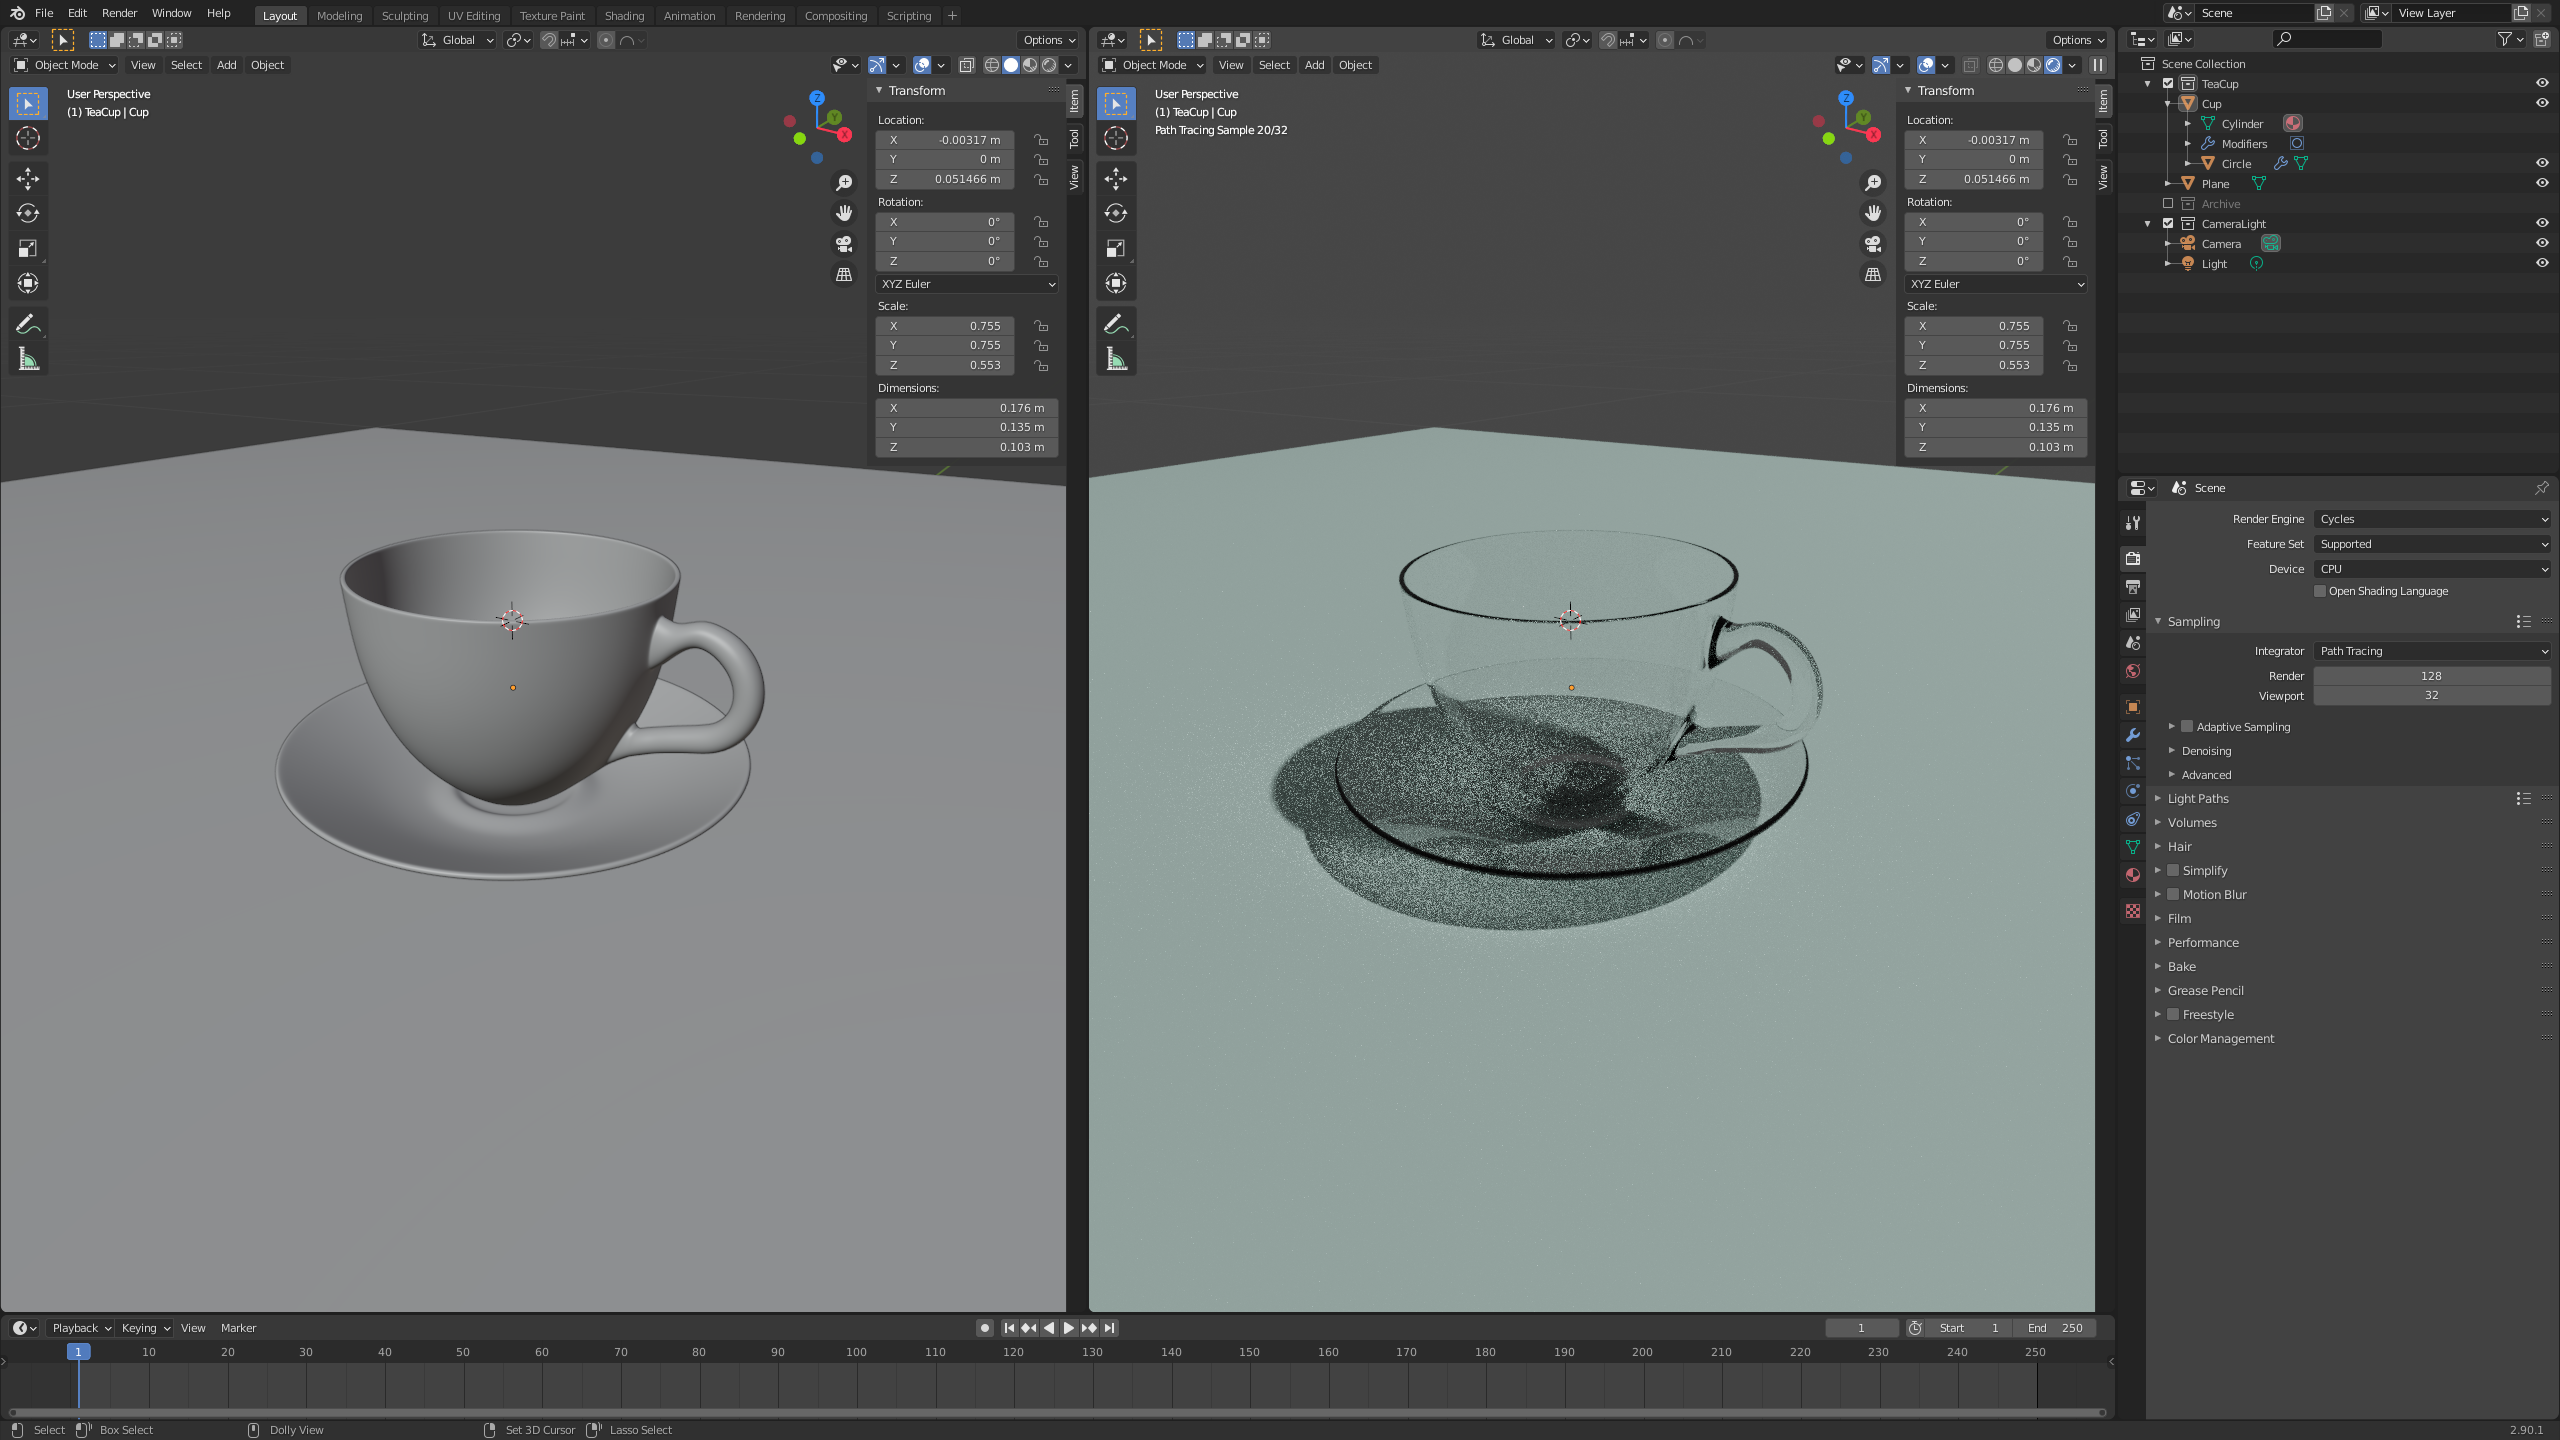 File Edit Render Window Help Layout Modeling Sculpting UV Editing Texture Paint Shading Animation Rendering Compositing Scripting + Scene View Layer
Global Options
Object Mode View Select Add Object
User Perspective
(1) TeaCup | Cup
Z
Y
X
Transform
Location:
X -0.00317 m
Y 0 m
Z 0.051466 m
Rotation:
X 0°
Y 0°
Z 0°
XYZ Euler
Scale:
X 0.755
Y 0.755
Z 0.553
Dimensions:
X 0.176 m
Y 0.135 m
Z 0.103 m
Item
Tool
View
Global Options
Object Mode View Select Add Object
User Perspective
(1) TeaCup | Cup
Path Tracing Sample 20/32
Z
Y
X
Transform
Location:
X -0.00317 m
Y 0 m
Z 0.051466 m
Rotation:
X 0°
Y 0°
Z 0°
XYZ Euler
Scale:
X 0.755
Y 0.755
Z 0.553
Dimensions:
X 0.176 m
Y 0.135 m
Z 0.103 m
Item
Tool
View
Scene Collection
TeaCup
Cup
Cylinder
Modifiers
Circle
Plane
Archive
CameraLight
Camera
Light
Scene
Render Engine Cycles
Feature Set Supported
Device CPU
Open Shading Language
Sampling
Integrator Path Tracing
Render 128
Viewport 32
Adaptive Sampling
Denoising
Advanced
Light Paths
Volumes
Hair
Simplify
Motion Blur
Film
Performance
Bake
Grease Pencil
Freestyle
Color Management
Playback Keying View Marker 1 Start 1 End 250
1 10 20 30 40 50 60 70 80 90 100 110 120 130 140 150 160 170 180 190 200 210 220 230 240 250
Select Box Select Dolly View Set 3D Cursor Lasso Select 2.90.1